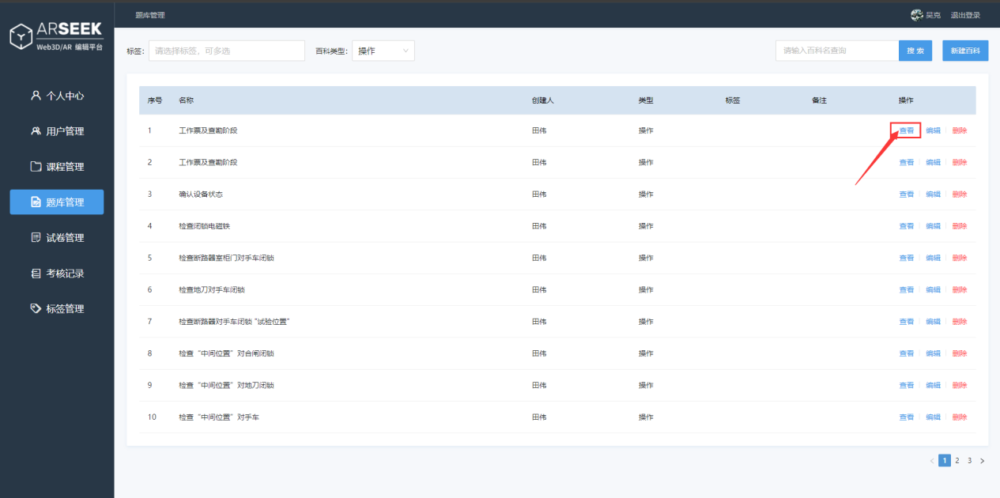 ARSEEK
Web3D/AR 编辑平台
个人中心
用户管理
课程管理
题库管理
试卷管理
考核记录
标签管理
题库管理 吴克 退出登录
标签: 请选择标签，可多选 百科类型: 操作 请输入百科名查询 搜索 新建百科
序号 名称 创建人 类型 标签 备注 操作
1 工作票及查勘阶段 田伟 操作 查看 编辑 删除
2 工作票及查勘阶段 田伟 操作 查看 编辑 删除
3 确认设备状态 田伟 操作 查看 编辑 删除
4 检查闭锁电磁铁 田伟 操作 查看 编辑 删除
5 检查断路器室柜门对手车闭锁 田伟 操作 查看 编辑 删除
6 检查地刀对手车闭锁 田伟 操作 查看 编辑 删除
7 检查断路器对手车闭锁 “试验位置” 田伟 操作 查看 编辑 删除
8 检查 “中间位置” 对合闸闭锁 田伟 操作 查看 编辑 删除
9 检查 “中间位置” 对地刀闭锁 田伟 操作 查看 编辑 删除
10 检查 “中间位置” 对手车 田伟 操作 查看 编辑 删除
< 1 2 3 >